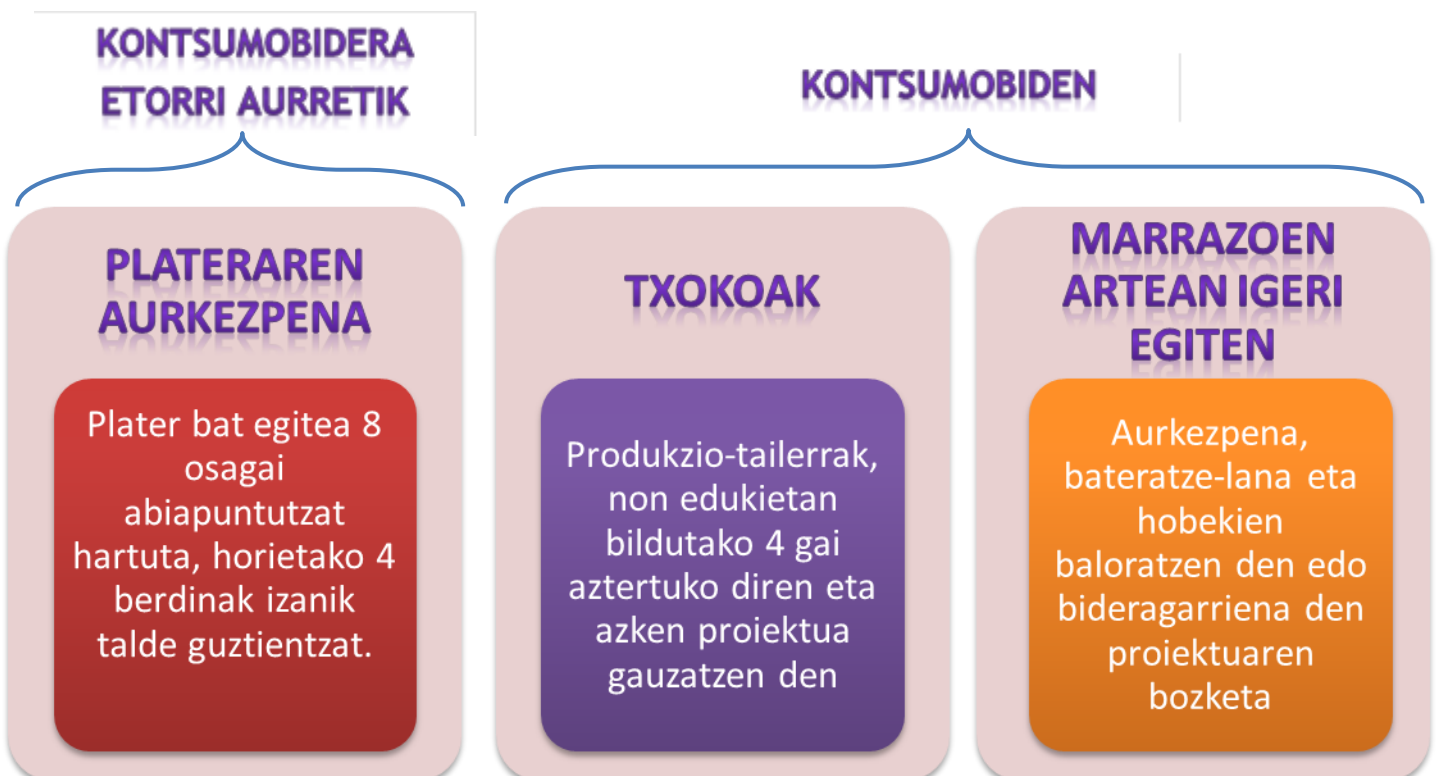 KONTSUMOBIDERA
ETORRI AURRETIK
KONTSUMOBIDEN
PLATERAREN
AURKEZPENA
Plater bat egitea 8
osagai
abiapuntutzat
hartuta, horietako 4
berdinak izanik
talde guztientzat.
TXOKOAK
Produkzio-tailerrak,
non edukietan
bildutako 4 gai
aztertuko diren eta
azken proiektua
gauzatzen den
MARRAZOEN
ARTEAN IGERI
EGITEN
Aurkezpena,
bateratze-lana eta
hobekien
baloratzen den edo
bideragarriena den
proiektuaren
bozketa